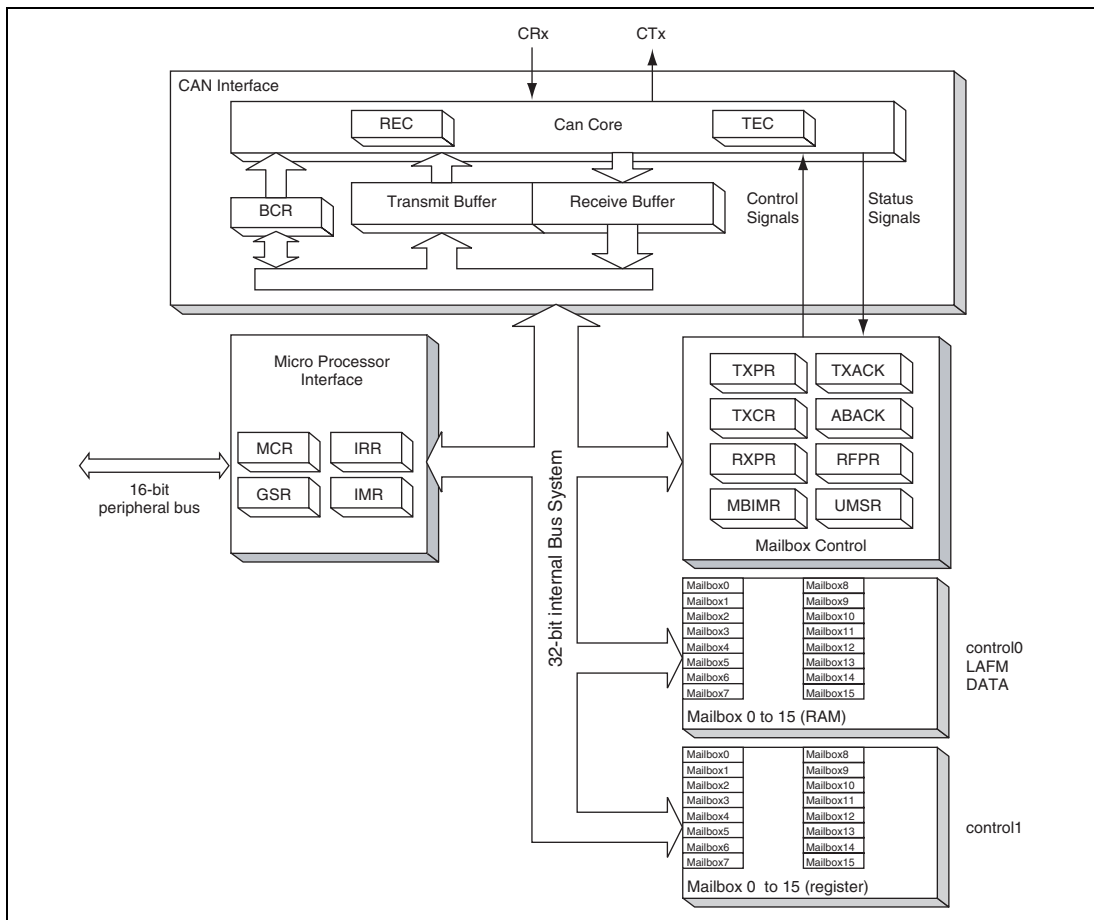 CRx
CTx
CAN Interface
REC
Can Core
TEC
BCR
Transmit Buffer
Receive Buffer
Control
Signals
Status
Signals
Micro Processor
Interface
MCR
IRR
GSR
IMR
16-bit
peripheral bus
32-bit internal Bus System
TXPR
TXACK
TXCR
ABACK
RXPR
RFPR
MBIMR
UMSR
Mailbox Control
Mailbox0
Mailbox1
Mailbox2
Mailbox3
Mailbox4
Mailbox5
Mailbox6
Mailbox7
Mailbox8
Mailbox9
Mailbox10
Mailbox11
Mailbox12
Mailbox13
Mailbox14
Mailbox15
Mailbox 0 to 15 (RAM)
control0
LAFM
DATA
Mailbox0
Mailbox1
Mailbox2
Mailbox3
Mailbox4
Mailbox5
Mailbox6
Mailbox7
Mailbox8
Mailbox9
Mailbox10
Mailbox11
Mailbox12
Mailbox13
Mailbox14
Mailbox15
Mailbox 0 to 15 (register)
control1